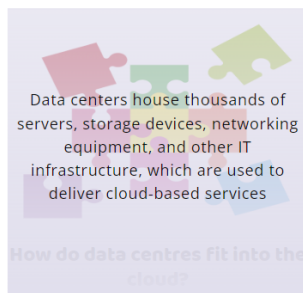 Data centers house thousands of
servers, storage devices, networking
equipment, and other IT
infrastructure, which are used to
deliver cloud-based services
How do data centres fit into the
cloud?